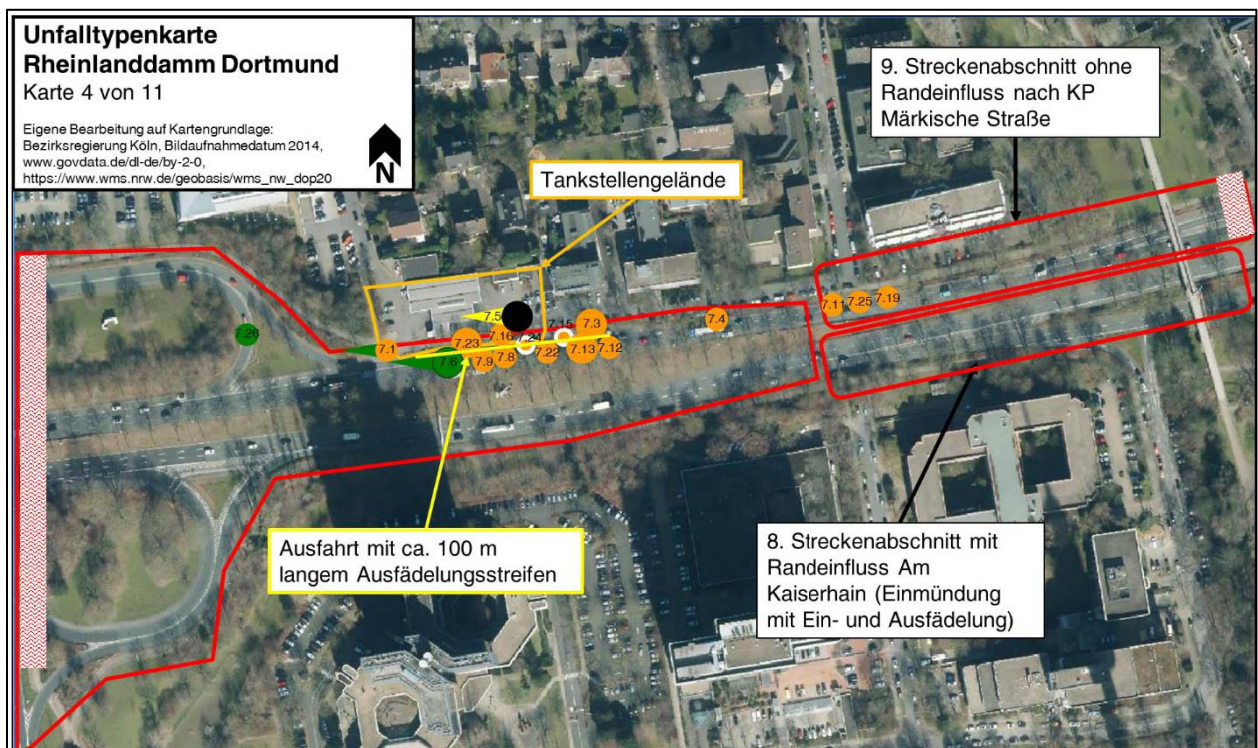 Unfalltypenkarte
Rheinlanddamm Dortmund
Karte 4 von 11
Eigene Bearbeitung auf Kartengrundlage:
Bezirksregierung Köln, Bildaufnahmedatum 2014,
www.govdata.de/dl-de/by-2-0,
https://www.wms.nrw.de/geobasis/wms_nw_dop20
N
9. Streckenabschnitt ohne
Randeinfluss nach KP
Märkische Straße
Tankstellengelände
7.11
7.25
7.19
7.5
7.15
7.3
7.4
7.26
7.1
7.23
7.16
7.24
7.6
7.9
7.8
7.22
7.13
7.12
Ausfahrt mit ca. 100 m
langem Ausfädelungsstreifen
8. Streckenabschnitt mit
Randeinfluss Am
Kaiserhain (Einmündung
mit Ein- und Ausfädelung)